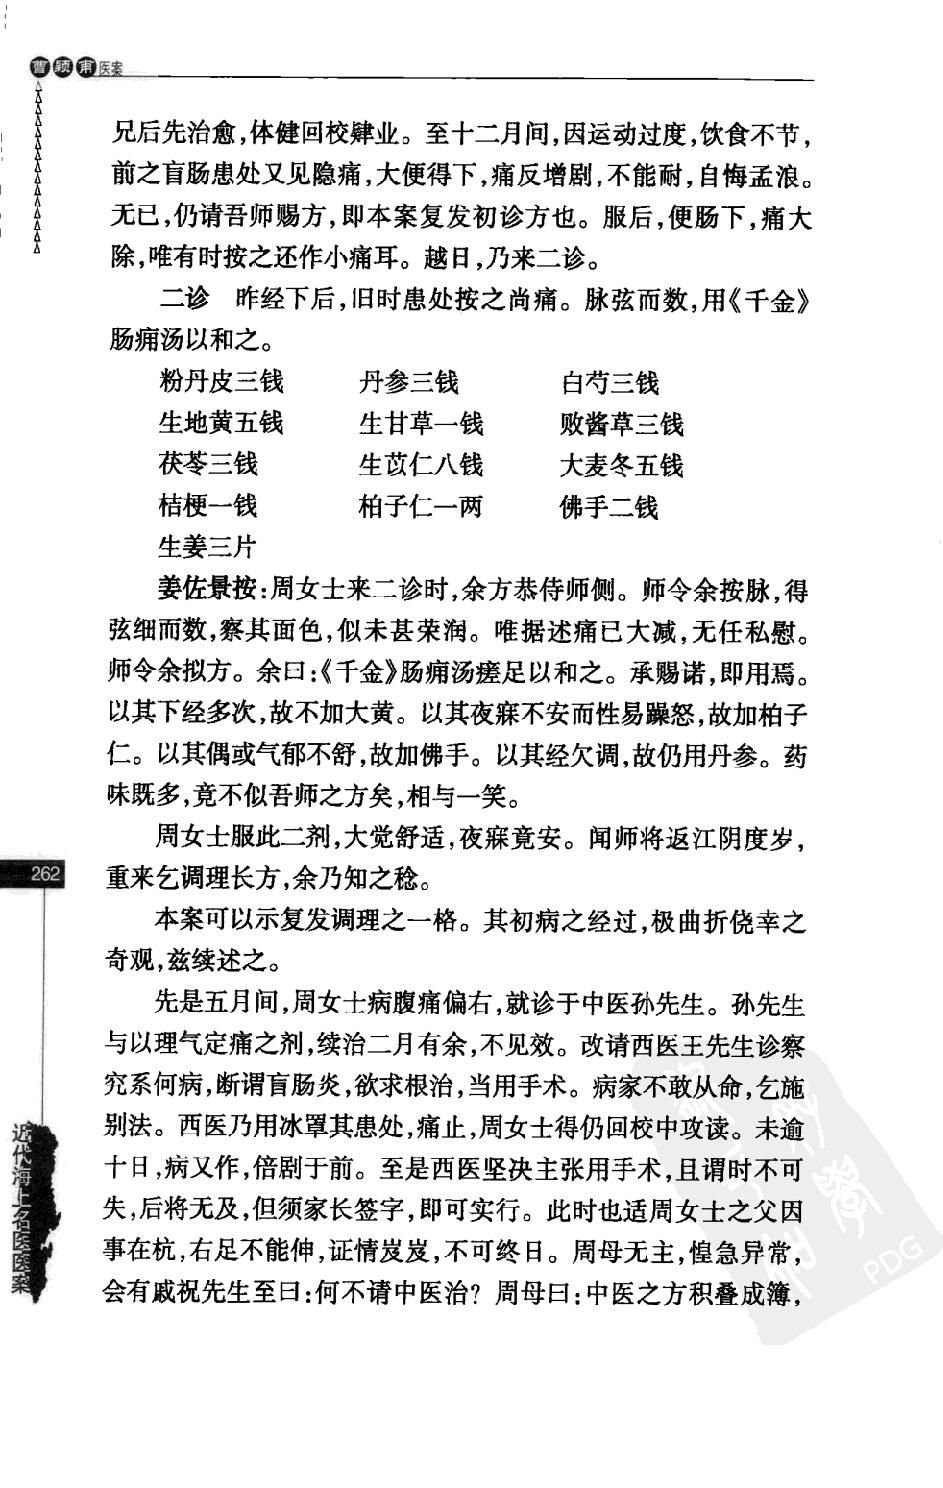 曹颖甫医案
兄后先治愈,体健回校肄业。至十二月间,因运动过度,饮食不节,
前之盲肠患处又见隐痛,大便得下,痛反增剧,不能耐,自悔孟浪。
无已,仍请吾师赐方,即本案复发初诊方也。服后,便肠下,痛大
除,唯有时按之还作小痛耳。越日,乃来二诊。
二诊　昨经下后,旧时患处按之尚痛。脉弦而数,用《千金》
肠痈汤以和之。
粉丹皮三钱　丹参三钱　白芍三钱
生地黄五钱　生甘草一钱　败酱草三钱
茯苓三钱　生苡仁八钱　大麦冬五钱
桔梗一钱　柏子仁一两　佛手二钱
生姜三片
姜佐景按:周女士来二诊时,余方恭侍师侧。师令余按脉,得
弦细而数,察其面色,似未甚荣润。唯据述痛已大减,无任私慰。
师令余拟方。余曰:《千金》肠痈汤差足以和之。承赐诺,即用焉。
以其下经多次,故不加大黄。以其夜寐不安而性易躁怒,故加柏子
仁。以其偶或气郁不舒,故加佛手。以其经欠调,故仍用丹参。药
味既多,竟不似吾师之方矣,相与一笑。
周女士服此二剂,大觉舒适,夜寐竟安。闻师将返江阴度岁,
重来乞调理长方,余乃知之稔。
262
本案可以示复发调理之一格。其初病之经过,极曲折侥幸之
奇观,兹续述之。
先是五月间,周女士病腹痛偏右,就诊于中医孙先生。孙先生
与以理气定痛之剂,续治二月有余,不见效。改请西医王先生诊察
究系何病,断谓盲肠炎,欲求根治,当用手术。病家不敢从命,乞施
别法。西医乃用冰罩其患处,痛止,周女士得仍回校中攻读。未逾
十日,病又作,倍剧于前。至是西医坚决主张用手术,且谓时不可
失,后将无及,但须家长签字,即可实行。此时也适周女士之父因
事在杭,右足不能伸,证情岌岌,不可终日。周母无主,惶急异常,
会有戚祝先生至曰:何不请中医治?周母曰:中医之方积叠成簿,
近代海上名医医案
PDG